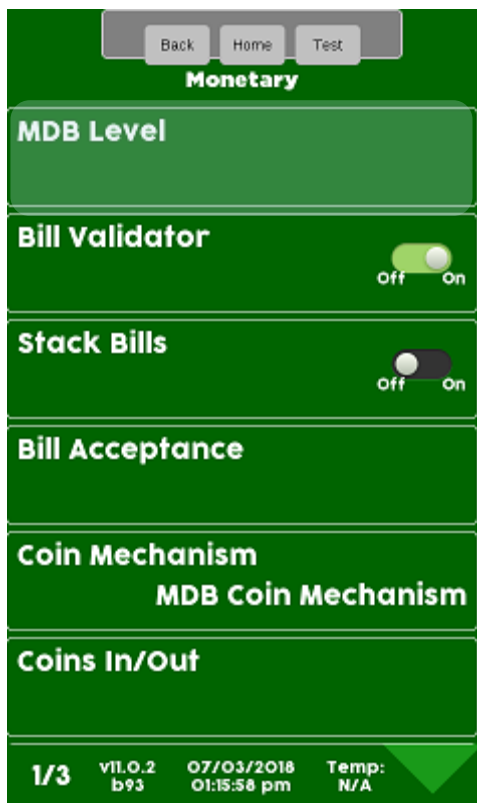 Back Home Test
Monetary
MDB Level
Bill Validator
Off On
Stack Bills
Off On
Bill Acceptance
Coin Mechanism
MDB Coin Mechanism
Coins In/Out
1/3 v11.0.2 07/03/2018 Temp:
b93 01:15:58 pm N/A